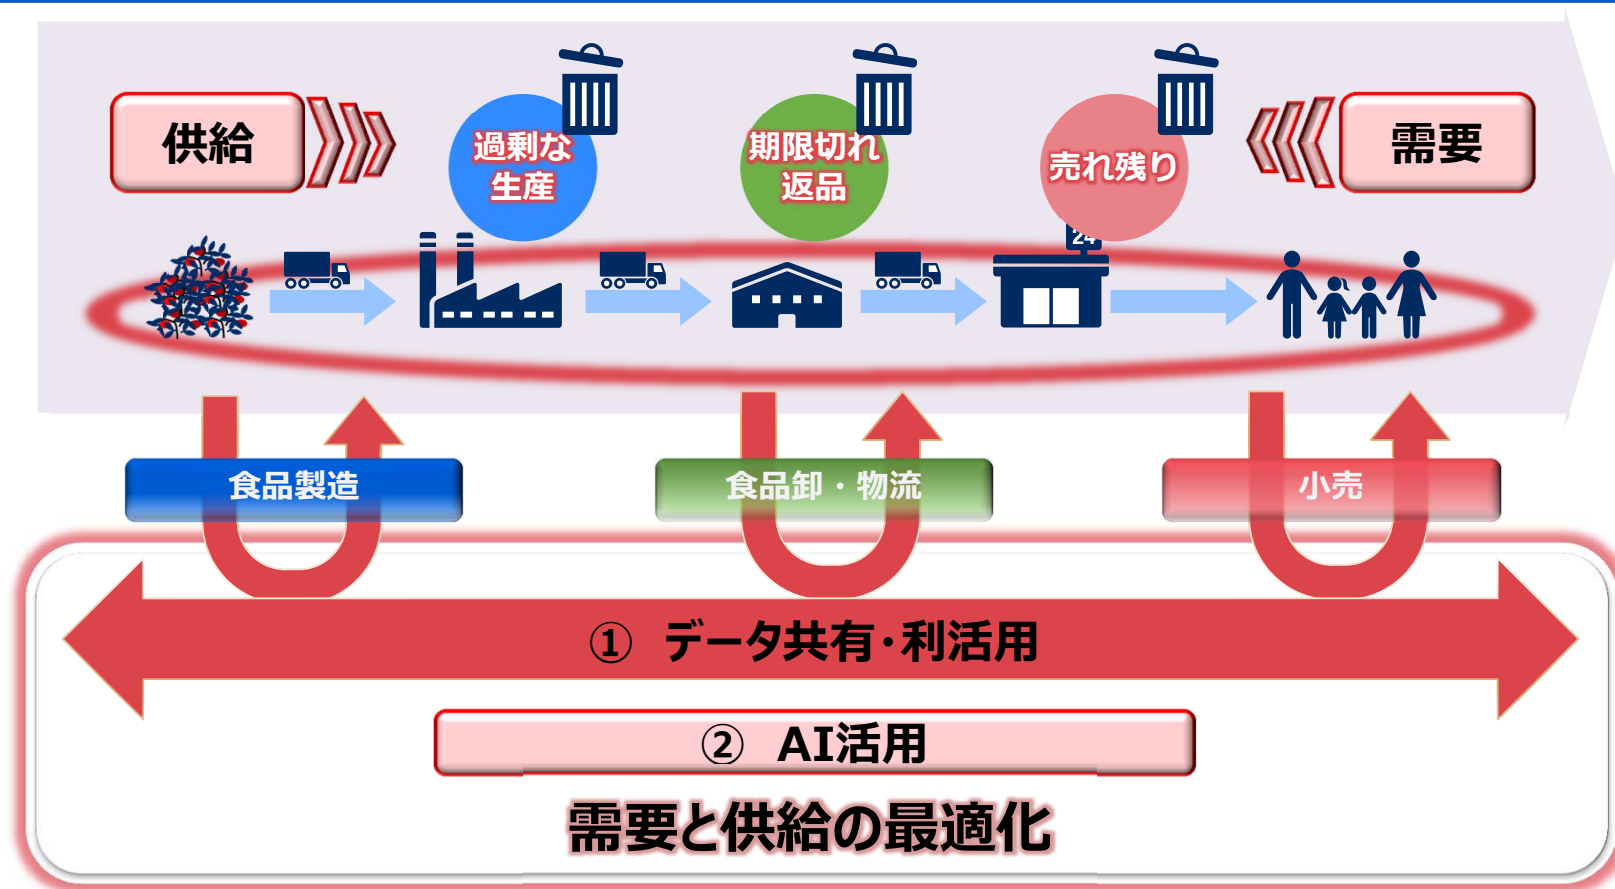 供給
過剰な
生産
期限切れ
返品
売れ残り
需要
24
食品製造
食品卸・物流
小売
① データ共有・利活用
② AI活用
需要と供給の最適化